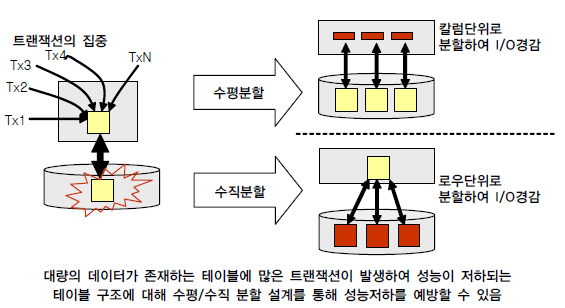 트랜잭션의 집중
Tx4
Tx3
TxN
Tx2
Tx1
수평분할
칼럼단위로
분할하여 I/O경감
수직분할
로우단위로
분할하여 I/O경감
대량의 데이터가 존재하는 테이블에 많은 트랜잭션이 발생하여 성능이 저하되는
테이블 구조에 대해 수평/수직 분할 설계를 통해 성능저하를 예방할 수 있음